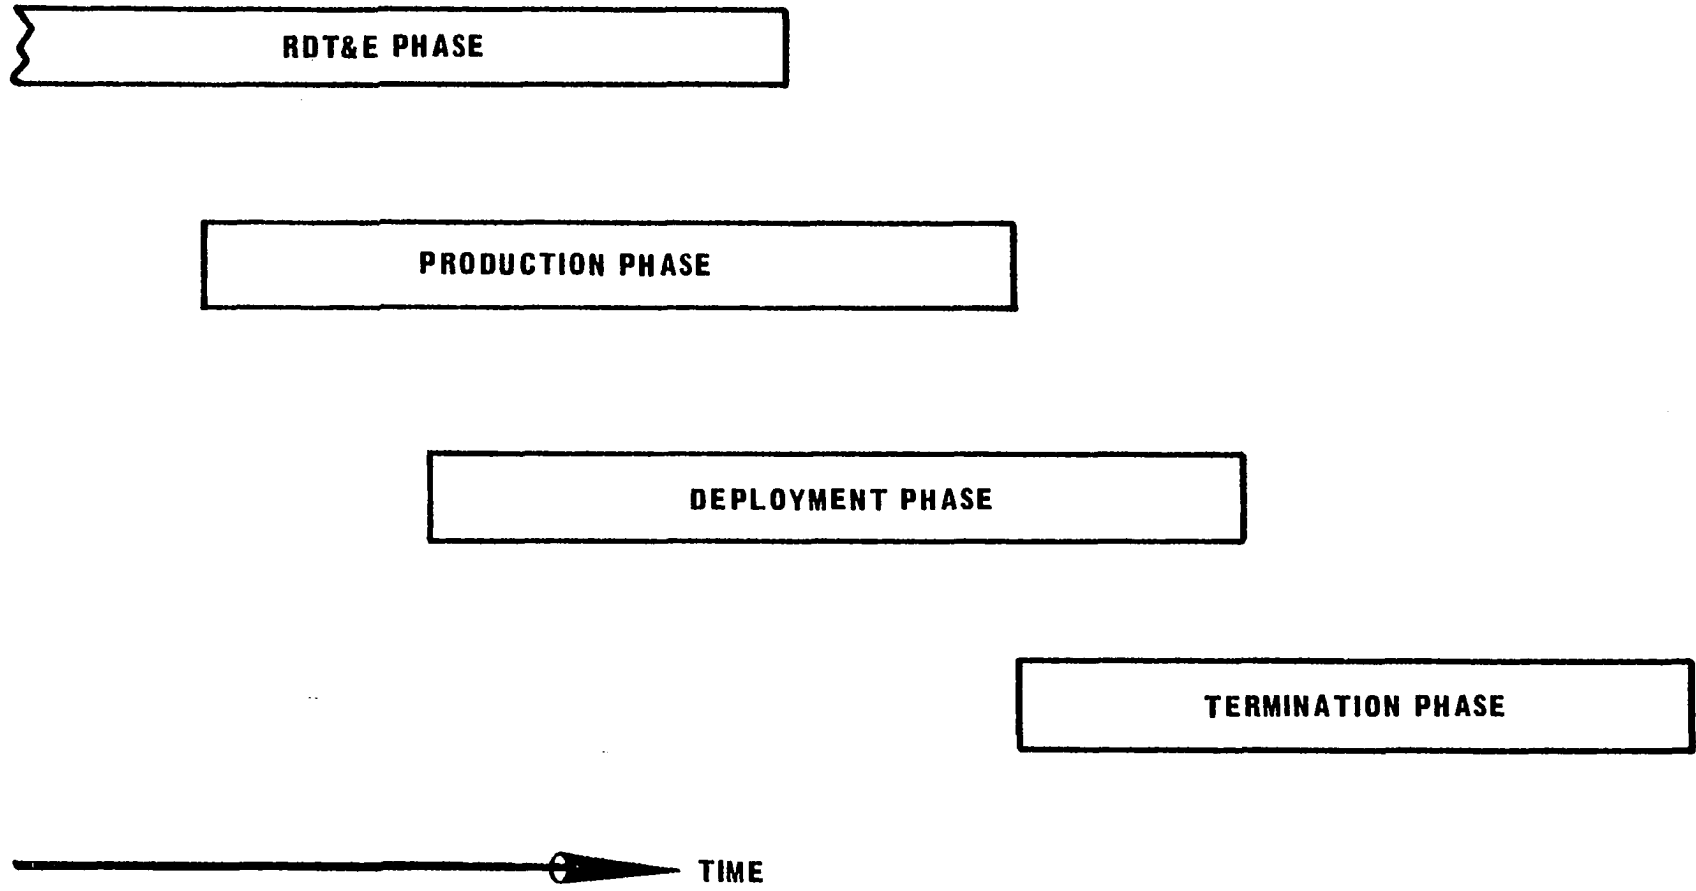 RDT&E PHASE
PRODUCTION PHASE
DEPLOYMENT PHASE
TERMINATION PHASE
TIME